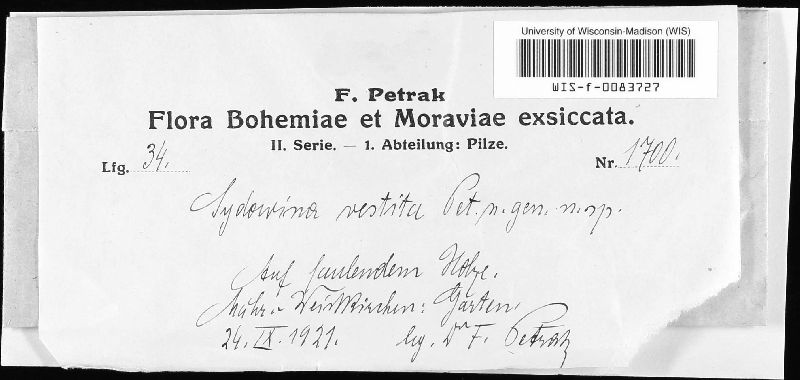 University of Wisconsin-Madison (WIS)
WIS-f-0083727
F. Petrak
Flora Bohemiae et Moraviae exsiccata.
II. Serie. — 1. Abteilung: Pilze.
Lfg. 34. Nr. 1700.
Sydowina vestita Pet. n. gen. n. sp.
Auf faulendem Holze.
Mähr.- Weisskirchen: Garten.
24. IX. 1921. leg. Dr F. Petrak